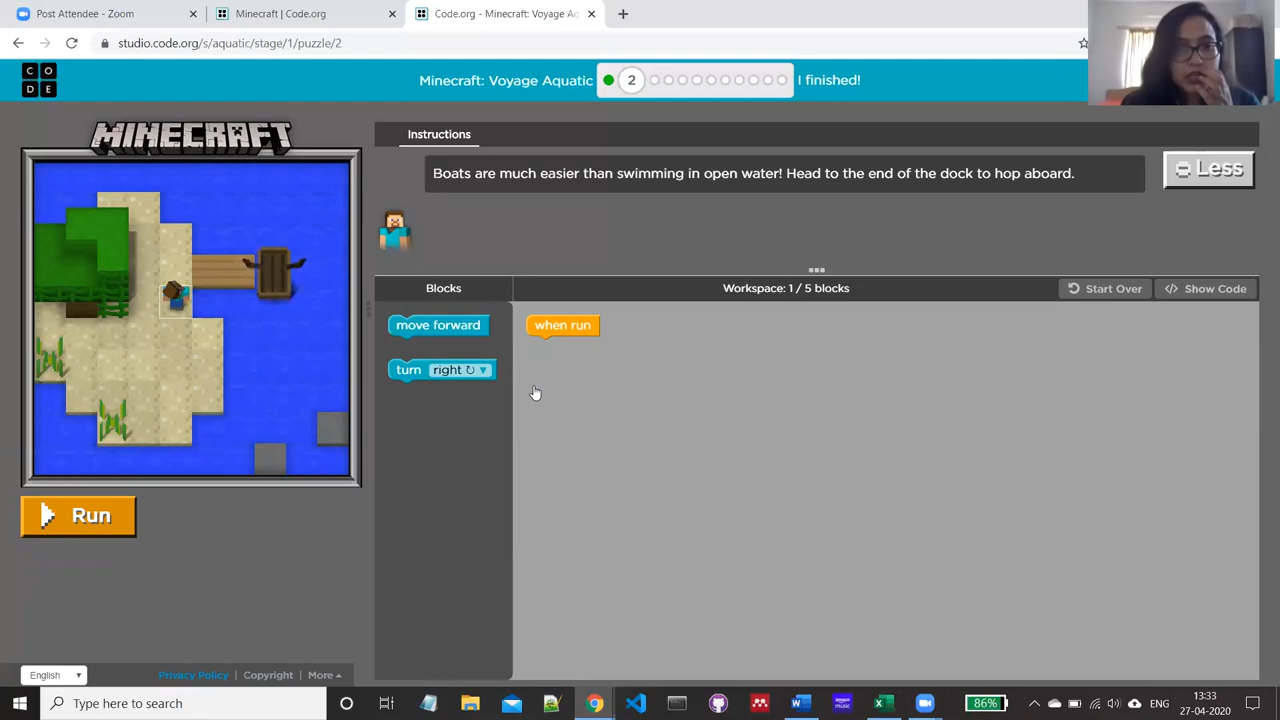 Post Attendee - Zoom
Minecraft | Code.org
Code.org - Minecraft: Voyage Aq
studio.code.org/s/aquatic/stage/1/puzzle/2
C O
D E
Minecraft: Voyage Aquatic
2
I finished!
MINECRAFT
Instructions
Boats are much easier than swimming in open water! Head to the end of the dock to hop aboard.
Less
Blocks
Workspace: 1 / 5 blocks
Start Over
Show Code
move forward
when run
turn right
Run
English
Privacy Policy | Copyright | More
Type here to search
86%
ENG
13:33
27-04-2020